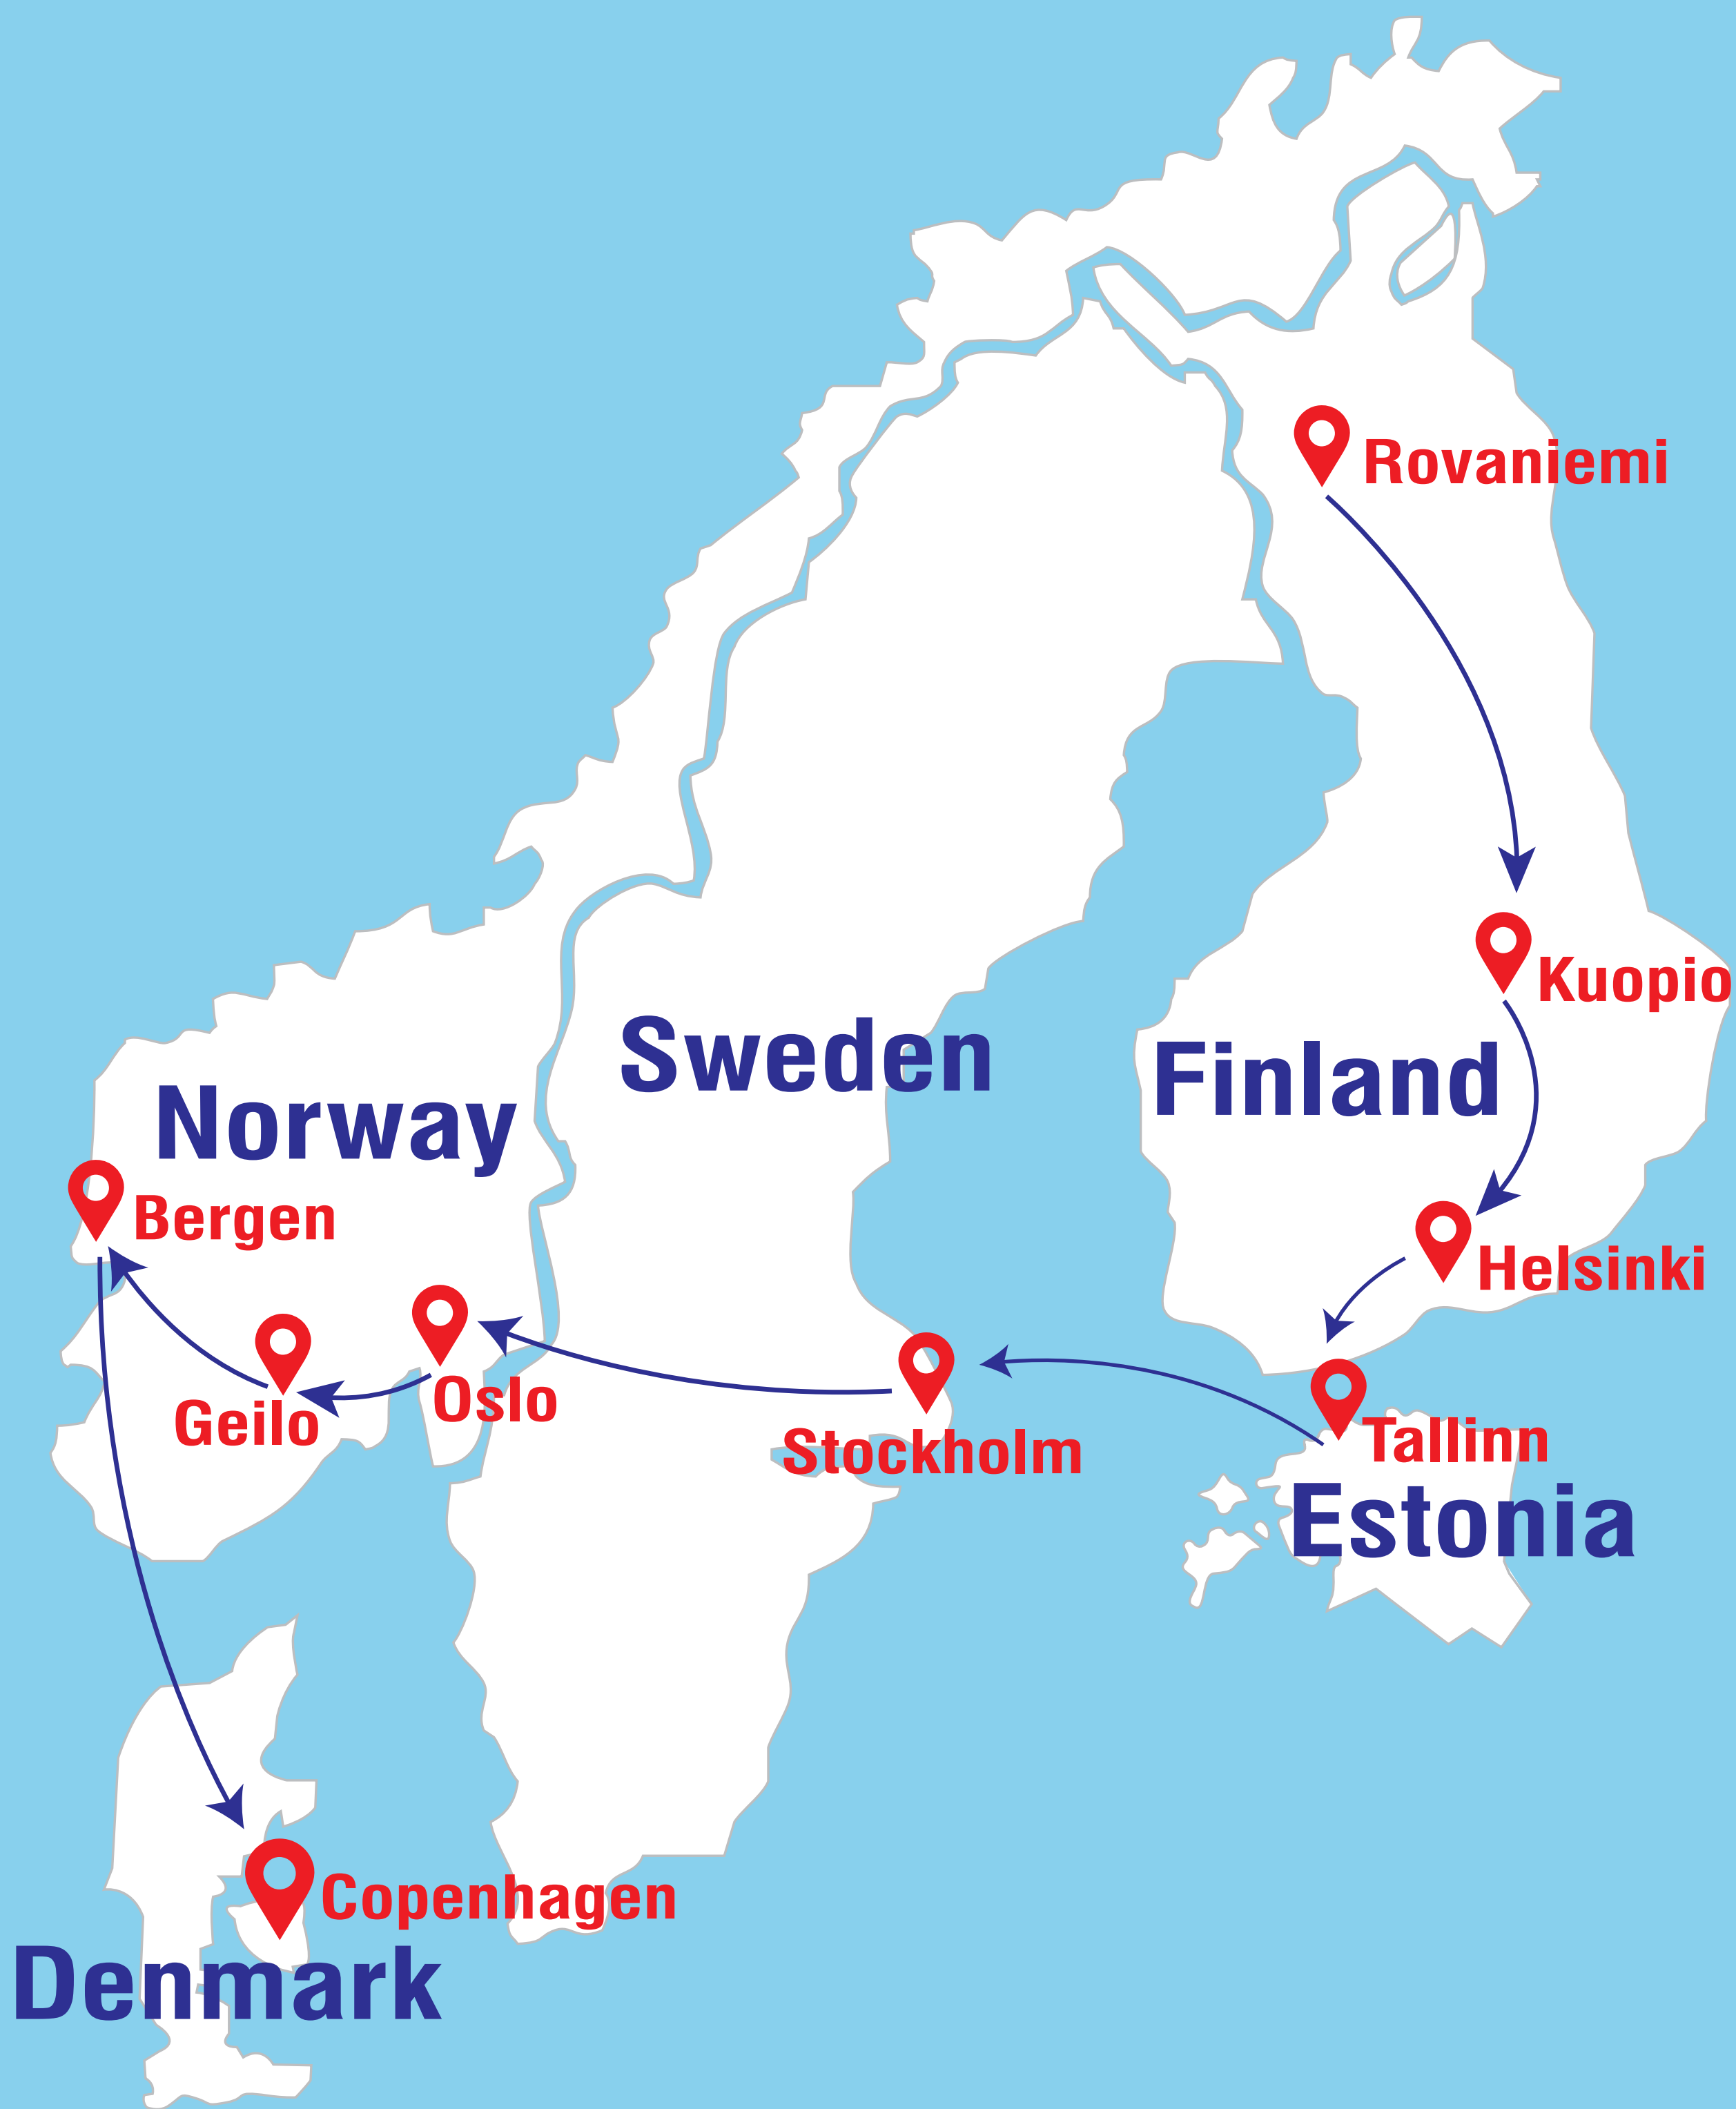 Rovaniemi
Kuopio
Sweden
Finland
Norway
Bergen
Helsinki
Oslo
Geilo
Stockholm
Tallinn
Estonia
Copenhagen
Denmark